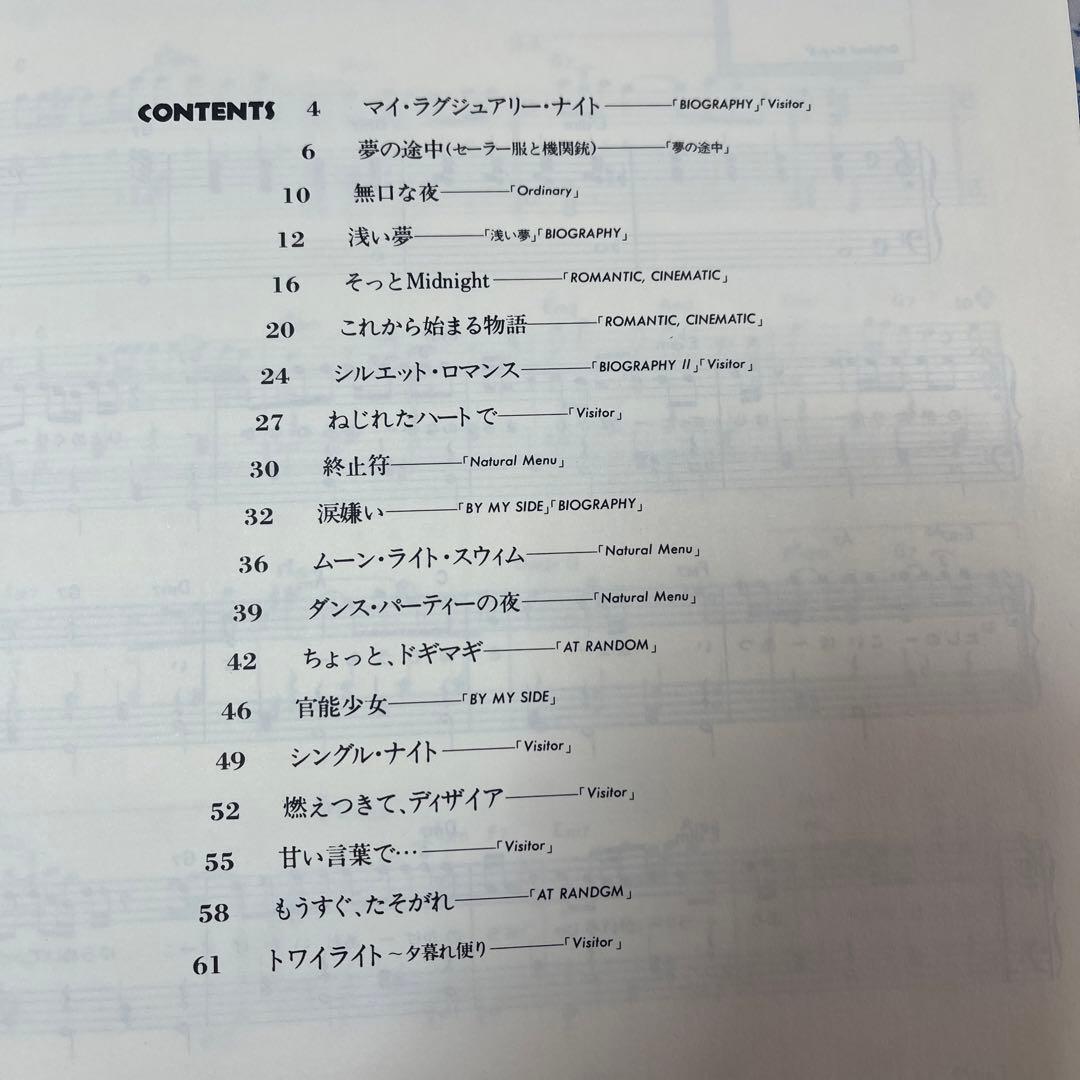 CONTENTS 4 マイ・ラグジュアリー・ナイト———「BIOGRAPHY」「Visitor」
6 夢の途中(セーラー服と機関銃)———「夢の途中」
10 無口な夜———「Ordinary」
12 浅い夢———「浅い夢」「BIOGRAPHY」
16 そっとMidnight———「ROMANTIC, CINEMATIC」
20 これから始まる物語———「ROMANTIC, CINEMATIC」
24 シルエット・ロマンス———「BIOGRAPHY II」「Visitor」
27 ねじれたハートで———「Visitor」
30 終止符———「Natural Menu」
32 涙嫌い———「BY MY SIDE」「BIOGRAPHY」
36 ムーン・ライト・スウィム———「Natural Menu」
39 ダンス・パーティーの夜———「Natural Menu」
42 ちょっと、ドギマギ———「AT RANDOM」
46 官能少女———「BY MY SIDE」
49 シングル・ナイト———「Visitor」
52 燃えつきて、ディザイア———「Visitor」
55 甘い言葉で…———「Visitor」
58 もうすぐ、たそがれ———「AT RANDGM」
61 トワイライト～夕暮れ便り———「Visitor」